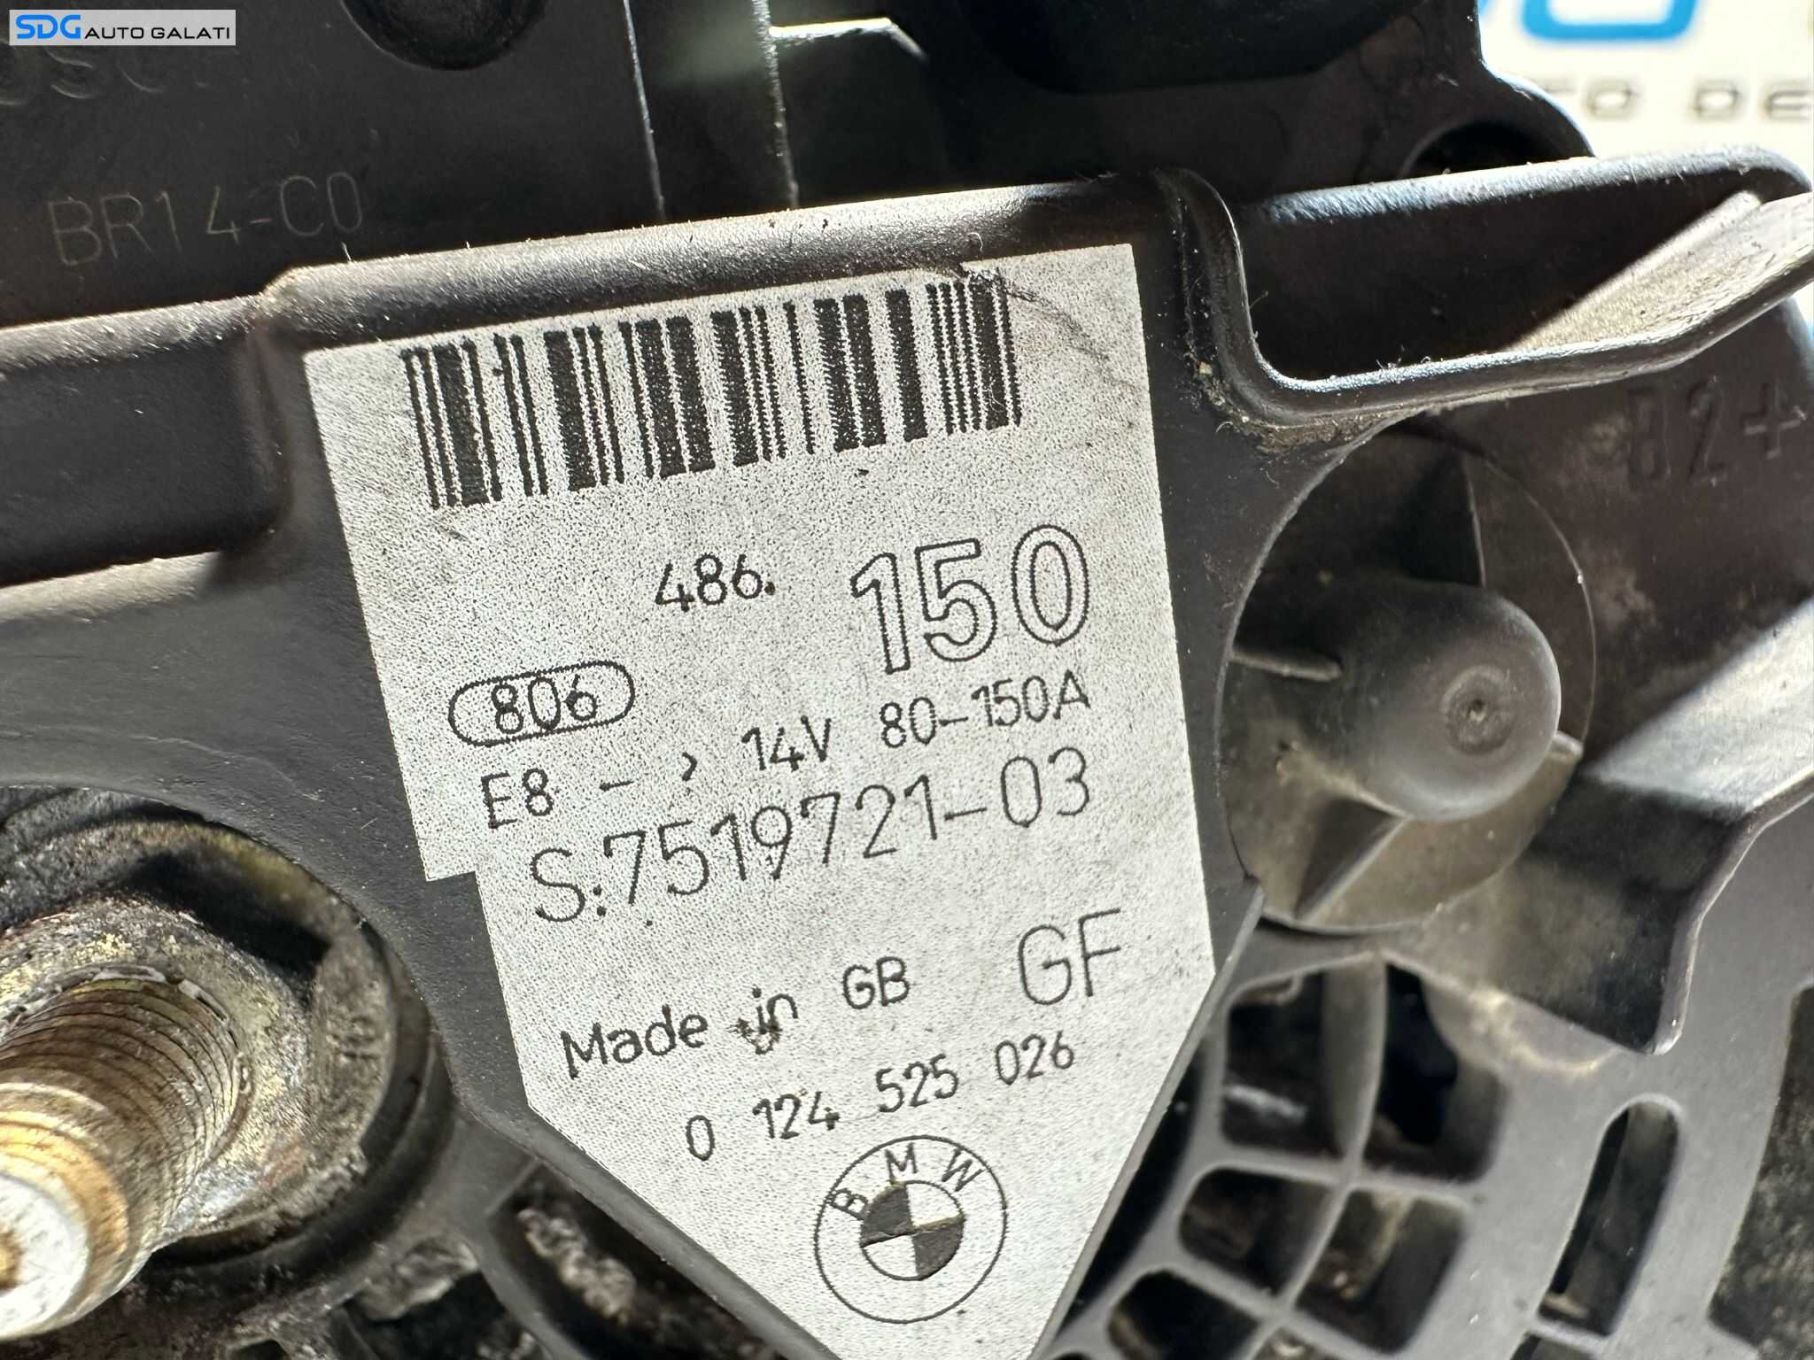 SDG AUTO GALATI
BR14-C0
B2+
486. 150
806
E8 - > 14V 80-150A
S:7519721-03
Made in GB GF
0 124 525 026
BMW